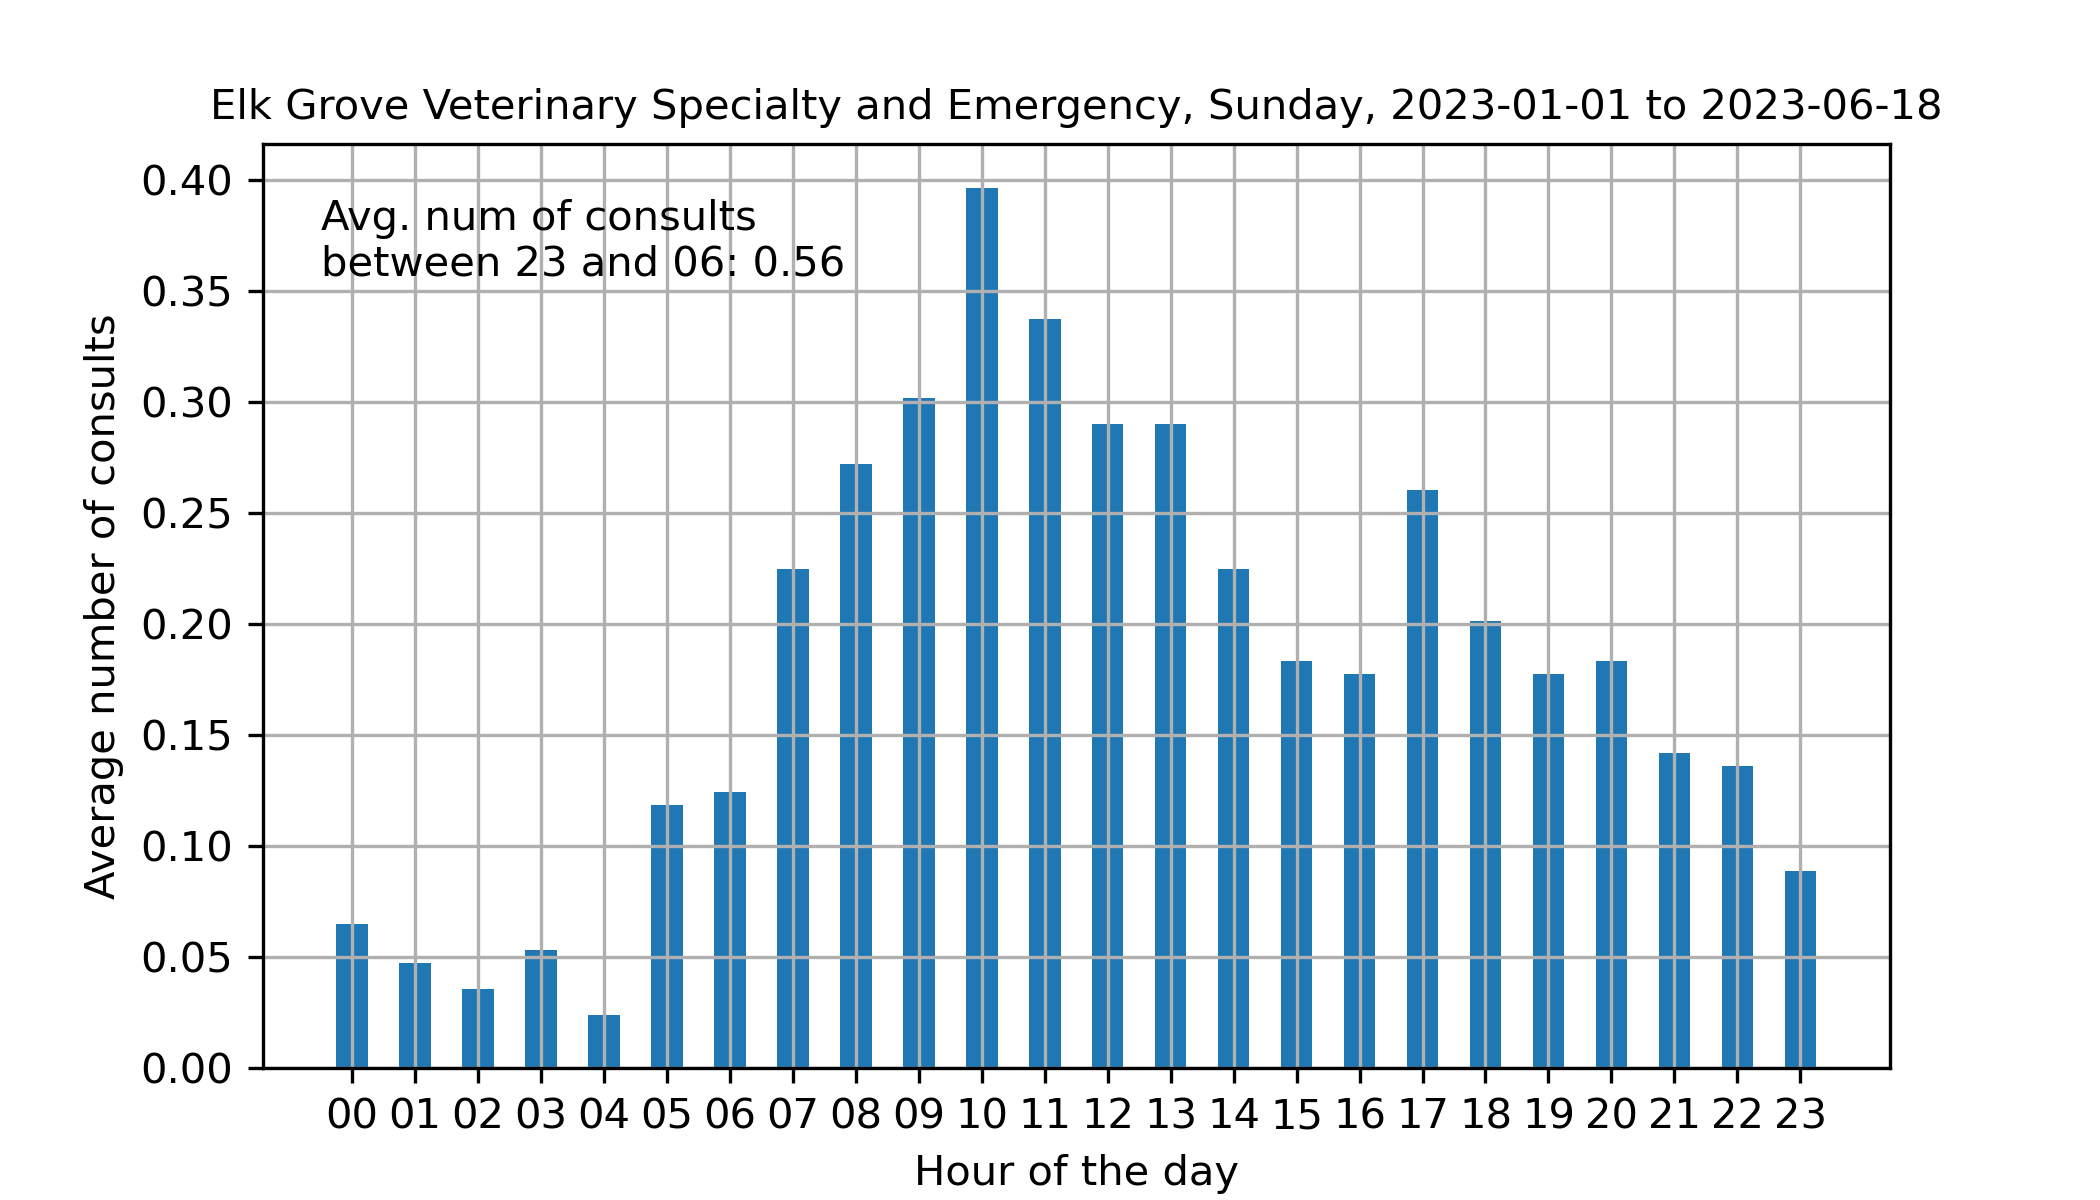 Elk Grove Veterinary Specialty and Emergency, Sunday, 2023-01-01 to 2023-06-18
Avg. num of consults
between 23 and 06: 0.56
Average number of consults
0.40
0.35
0.30
0.25
0.20
0.15
0.10
0.05
0.00
00 01 02 03 04 05 06 07 08 09 10 11 12 13 14 15 16 17 18 19 20 21 22 23
Hour of the day